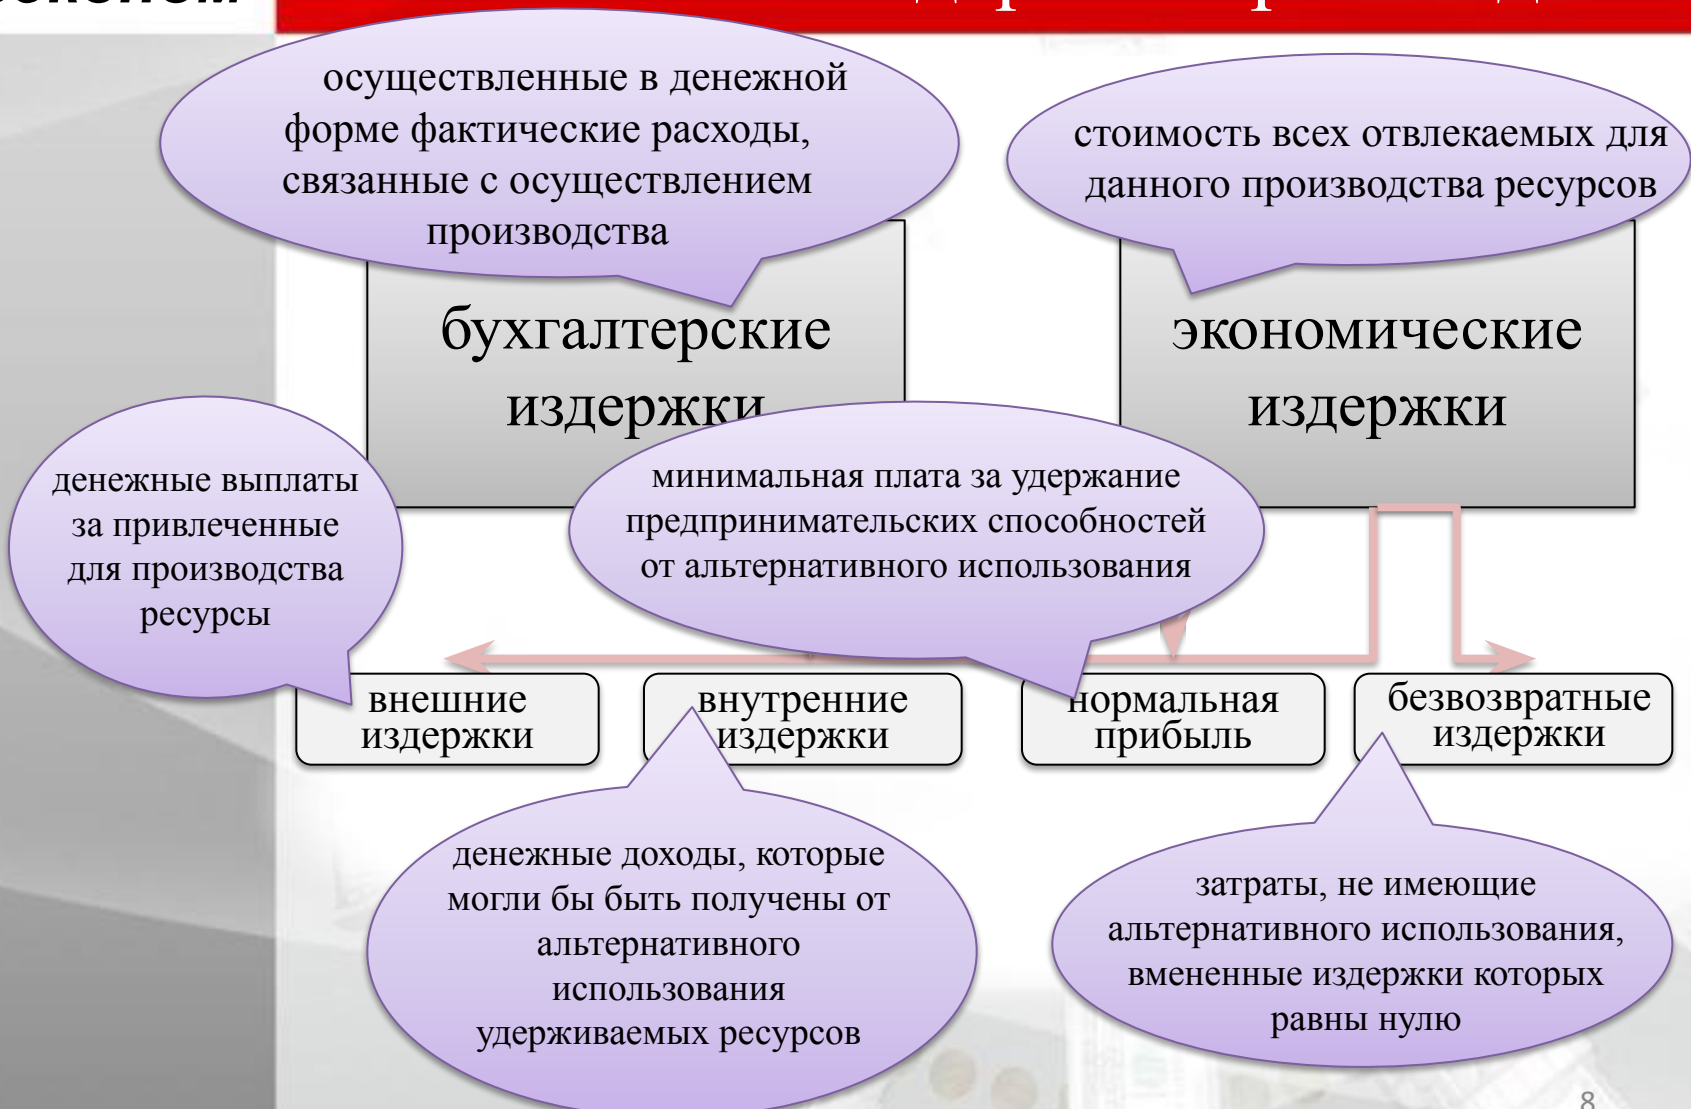 осуществленные в денежной
форме фактические расходы,
связанные с осуществлением
производства
стоимость всех отвлекаемых для
данного производства ресурсов
бухгалтерские
издержки
экономические
издержки
денежные выплаты
за привлеченные
для производства
ресурсы
минимальная плата за удержание
предпринимательских способностей
от альтернативного использования
внешние
издержки
внутренние
издержки
нормальная
прибыль
безвозвратные
издержки
денежные доходы, которые
могли бы быть получены от
альтернативного
использования
удерживаемых ресурсов
затраты, не имеющие
альтернативного использования,
вмененные издержки которых
равны нулю
8